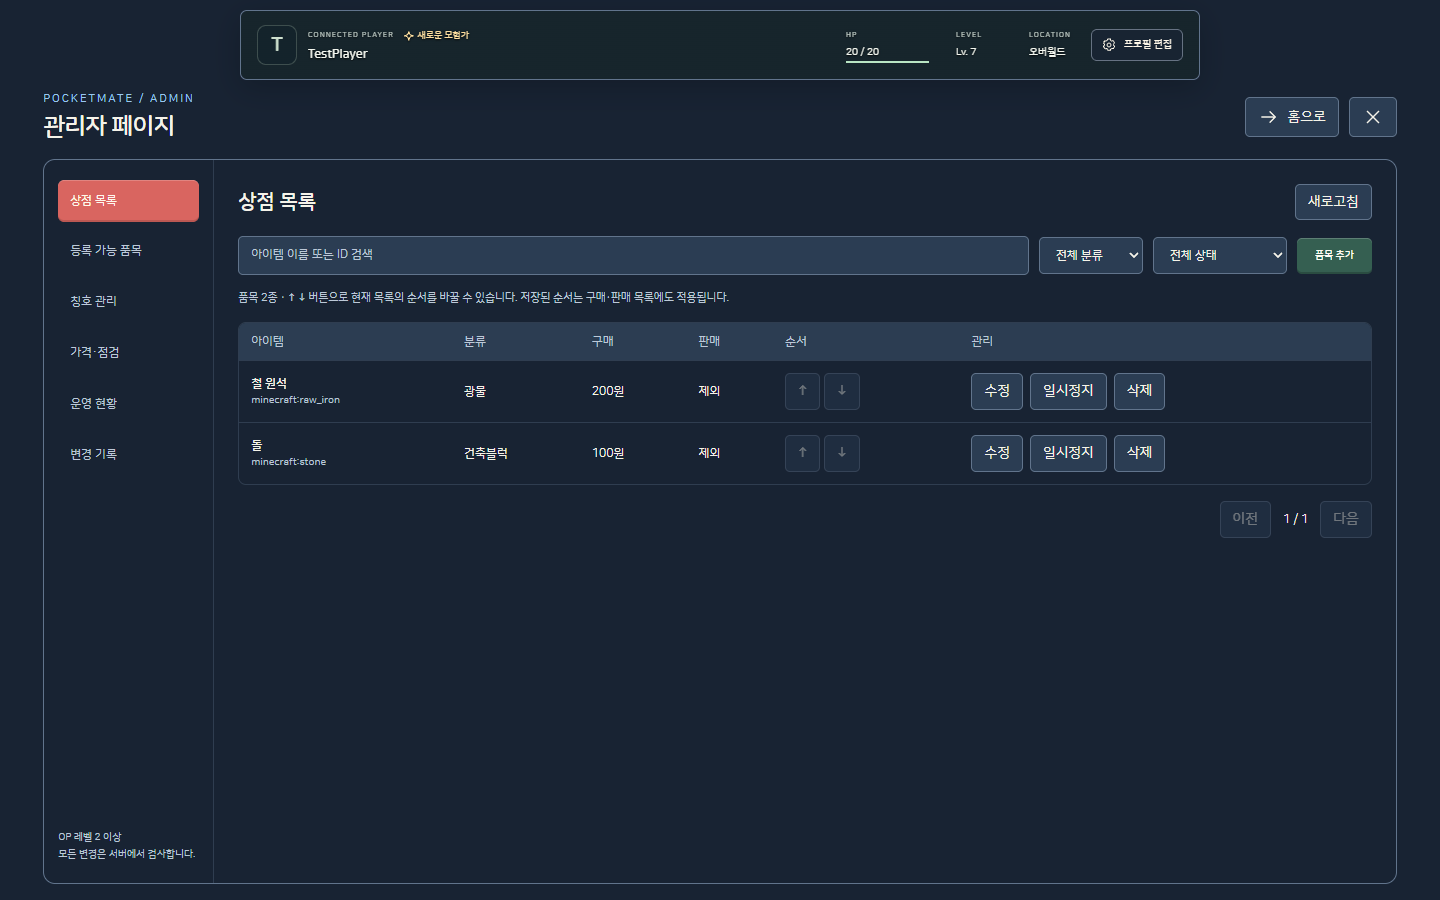 T
CONNECTED PLAYER 새로운 모험가
TestPlayer
HP
20 / 20
LEVEL
Lv. 7
LOCATION
오버월드
프로필 편집
POCKETMATE / ADMIN
관리자 페이지
홈으로
상점 목록
등록 가능 품목
칭호 관리
가격·점검
운영 현황
변경 기록
OP 레벨 2 이상
모든 변경은 서버에서 검사합니다.
상점 목록
새로고침
아이템 이름 또는 ID 검색
전체 분류
전체 상태
품목 추가
품목 2종 · ↑ ↓ 버튼으로 현재 목록의 순서를 바꿀 수 있습니다. 저장된 순서는 구매·판매 목록에도 적용됩니다.
아이템 분류 구매 판매 순서 관리
철 원석
minecraft:raw_iron
광물 200원 제외 ↑ ↓ 수정 일시정지 삭제
돌
minecraft:stone
건축블럭 100원 제외 ↑ ↓ 수정 일시정지 삭제
이전 1 / 1 다음